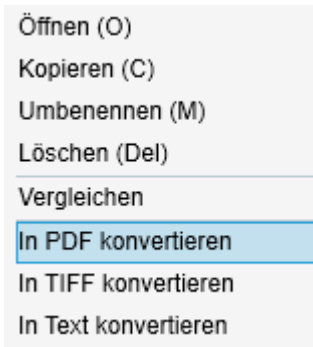 Öffnen (O)
Kopieren (C)
Umbenennen (M)
Löschen (Del)
Vergleichen
In PDF konvertieren
In TIFF konvertieren
In Text konvertieren